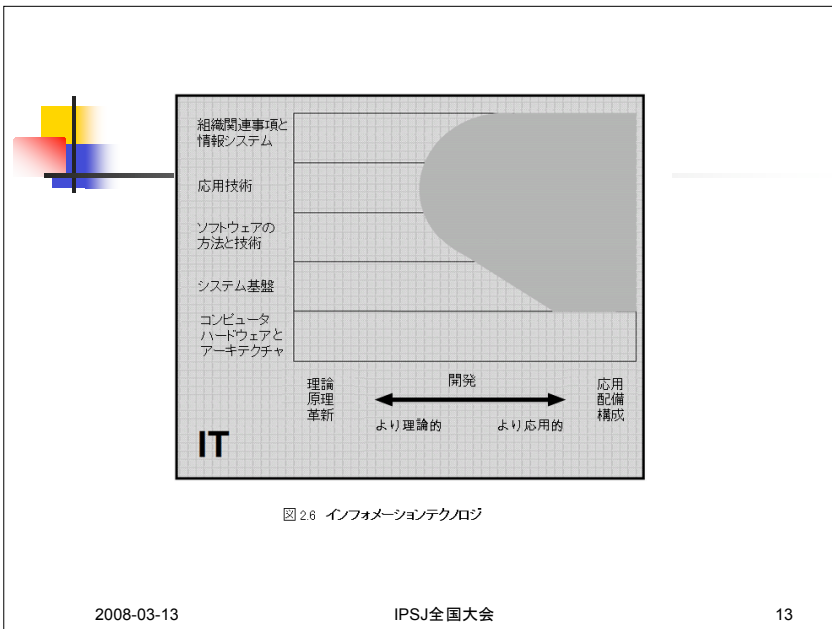 組織関連事項と
情報システム
応用技術
ソフトウェアの
方法と技術
システム基盤
コンピュータ
ハードウェアと
アーキテクチャ
理論
原理
革新
開発
より理論的
より応用的
応用
配備
構成
IT
図 2.6 インフォメーションテクノロジ
2008-03-13
IPSJ全国大会
13